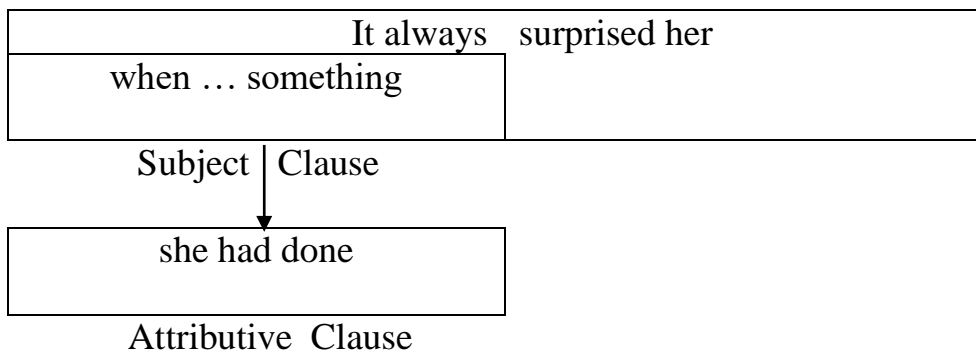 It always surprised her
when … something
Subject Clause
she had done
Attributive Clause